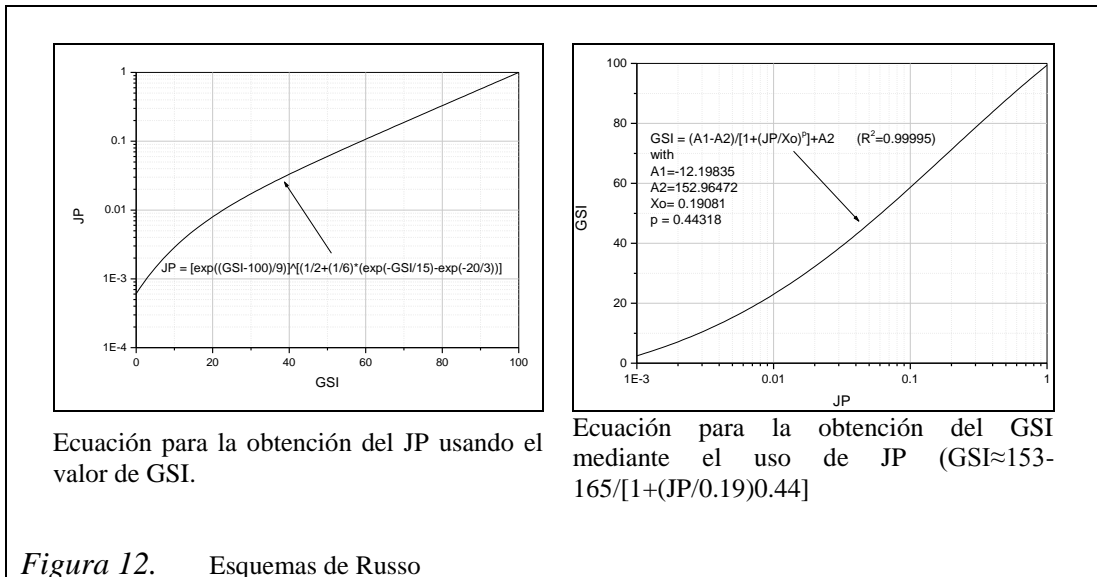 1
0.1
0.01
1E-3
1E-4
JP
JP = [exp((GSI-100)/9)]^[(1/2+(1/6)*(exp(-GSI/15)-exp(-20/3))]
0 20 40 60 80 100
GSI
Ecuación para la obtención del JP usando el
valor de GSI.
100
80
60
40
20
0
GSI
GSI = (A1-A2)/[1+(JP/Xo)^p]+A2 (R²=0.99995)
with
A1=-12.19835
A2=152.96472
Xo= 0.19081
p = 0.44318
1E-3 0.01 0.1 1
JP
Ecuación para la obtención del GSI
mediante el uso de JP (GSI≈153-
165/[1+(JP/0.19)0.44]
Figura 12. Esquemas de Russo